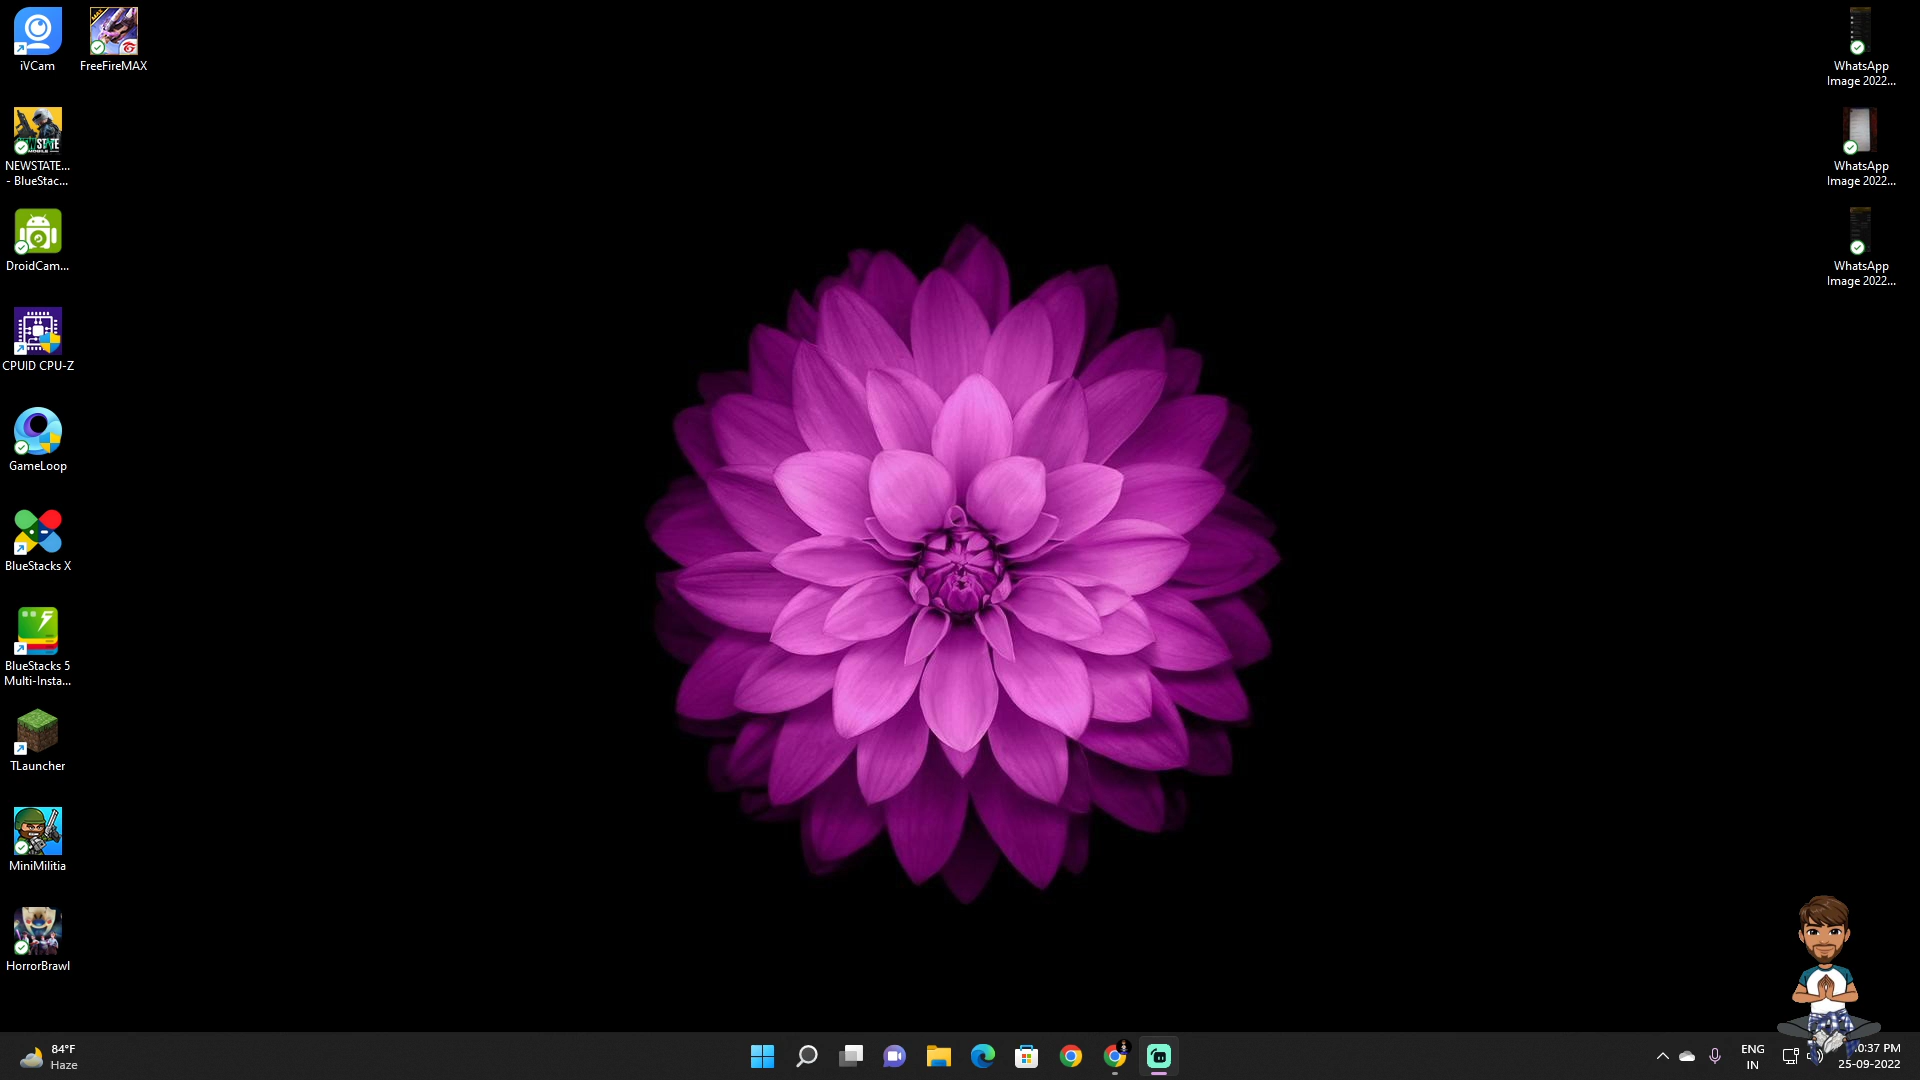 iVCam
FreeFireMAX
NEWSTATE...
- BlueStac...
DroidCam...
CPUID CPU-Z
GameLoop
BlueStacks X
BlueStacks 5
Multi-Insta...
TLauncher
MiniMilitia
HorrorBrawl
WhatsApp
Image 2022...
WhatsApp
Image 2022...
WhatsApp
Image 2022...
84°F
Haze
ENG
IN
0:37 PM
25-09-2022